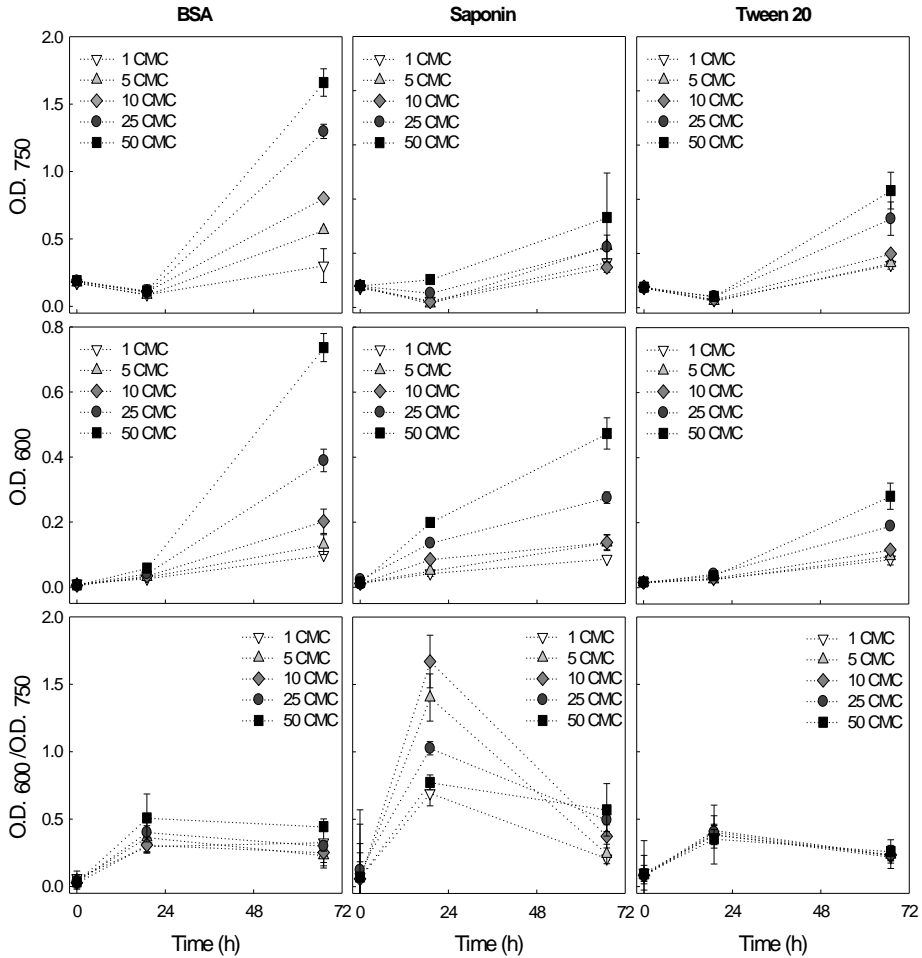 BSA
Saponin
Tween 20
O.D. 750
2.0
1.5
1.0
0.5
0.0
1 CMC
5 CMC
10 CMC
25 CMC
50 CMC
1 CMC
5 CMC
10 CMC
25 CMC
50 CMC
1 CMC
5 CMC
10 CMC
25 CMC
50 CMC
O.D. 600
0.8
0.6
0.4
0.2
0.0
1 CMC
5 CMC
10 CMC
25 CMC
50 CMC
1 CMC
5 CMC
10 CMC
25 CMC
50 CMC
1 CMC
5 CMC
10 CMC
25 CMC
50 CMC
O.D. 600/O.D. 750
2.0
1.5
1.0
0.5
0.0
1 CMC
5 CMC
10 CMC
25 CMC
50 CMC
1 CMC
5 CMC
10 CMC
25 CMC
50 CMC
1 CMC
5 CMC
10 CMC
25 CMC
50 CMC
0 24 48 72
0 24 48 72
0 24 48 72
Time (h)
Time (h)
Time (h)